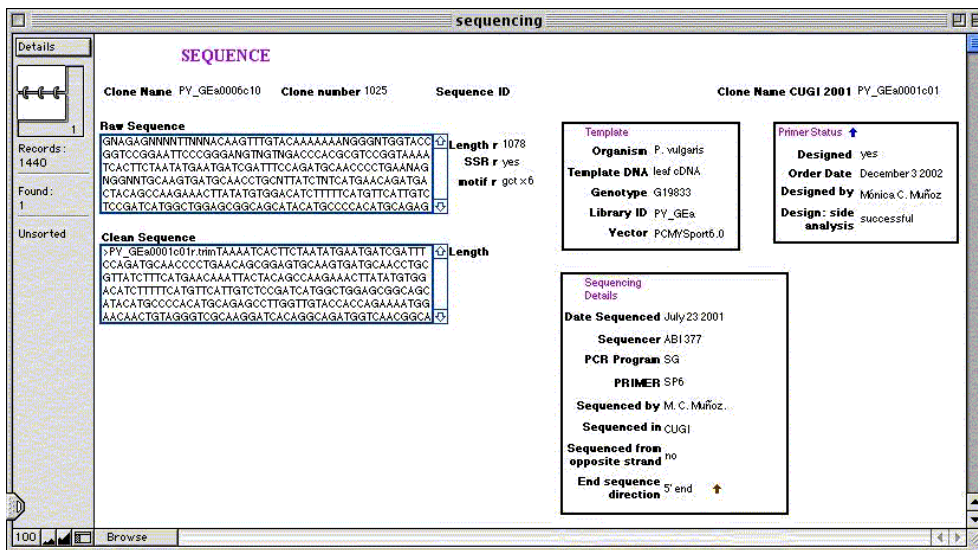 sequencing
Details
1
Records:
1440
Found:
1
Unsorted
SEQUENCE
Clone Name PY_GEa0006c10 Clone number 1025 Sequence ID Clone Name CUGI 2001 PY_GEa0001c01
Raw Sequence
GNAGAGNNNNTTNNNACAAGTTTGTACAAAAAAANGGGNTGGTACC
GGTCCGGAATTCCCGGGANGTNGTNGACCCACGCGTCCGGTAAAA
TCACTTCTAATATGAATGATCGATTTCCAGATGCAACCCCTGAANAG
NGGNNTGCAAGTGATGCAACCTGCNTTATCTNTCATGAACAGATGA
CTACAGCCAAGAAACTTATATGTGGACATCTTTTTCATGTTCATTGTC
TCCGATCATGGCTGGAGCGGCAGCATACATGCCCCACATGCAGAG
Length r 1078
SSR r yes
motif r gct x 6
Clean Sequence
>PY_GEa0001c01r.trimTAAAATCACTTCTAATATGAATGATCGATTT
CCAGATGCAACCCCTGAACAGCGGAGTGCAAGTGATGCAACCTGC
GTTATCTTTCATGAACAAATTACTACAGCCAAGAAACTTATATGTGG
ACATCTTTTTCATGTTCATTGTCTCCGATCATGGCTGGAGCGGCAGC
ATACATGCCCCACATGCAGAGCCTTGGTTGTACCACCAGAAAATGG
AACAACTGTAGGGTCGCAAGGATCACAGGCAGATGGTCAACGGCA
Length
Template
Organism P. vulgaris
Template DNA leaf cDNA
Genotype G19833
Library ID PY_GEa
Vector PCMYSport6.0
Primer Status
Designed yes
Order Date December 3 2002
Designed by Mónica C. Muñoz
Design: side
analysis successful
Sequencing
Details
Date Sequenced July 23 2001
Sequencer ABI 377
PCR Program SG
PRIMER SP6
Sequenced by M. C. Muñoz.
Sequenced in CUGI
Sequenced from
opposite strand no
End sequence
direction 5' end
100 Browse